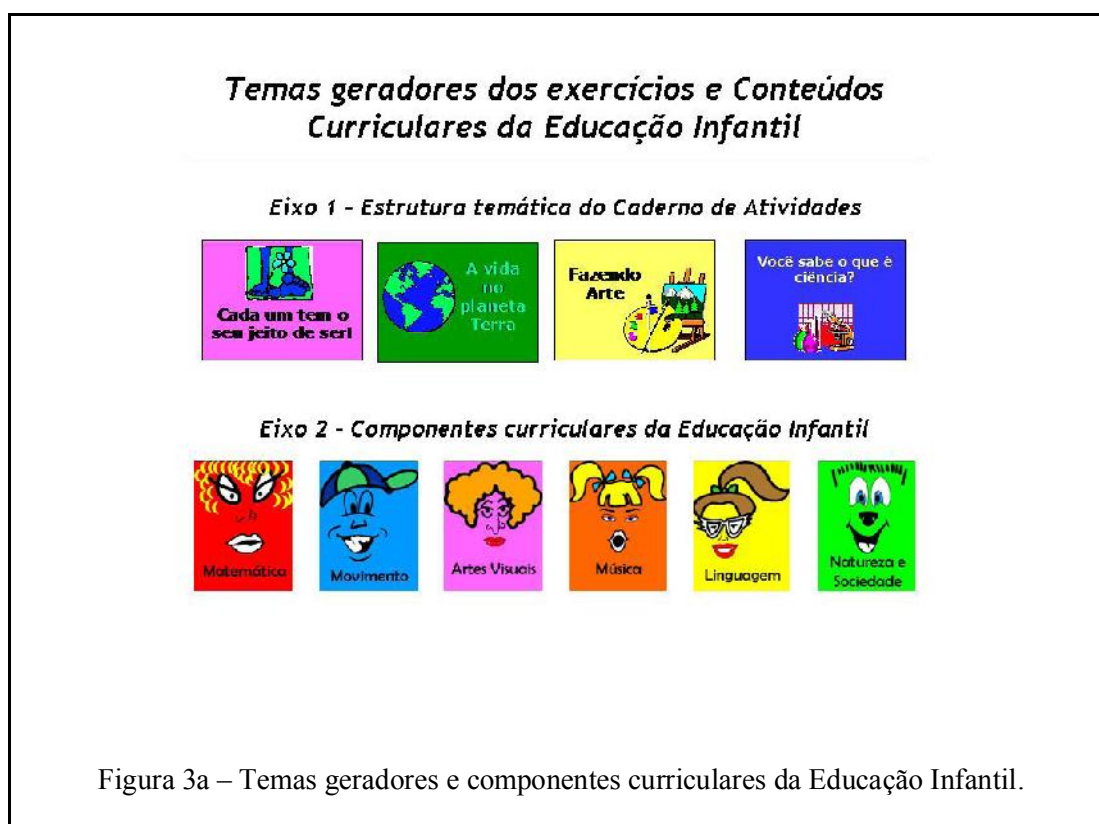 Temas geradores dos exercícios e Conteúdos
Curriculares da Educação Infantil
Eixo 1 - Estrutura temática do Caderno de Atividades
Cada um tem o
seu jeito de ser!
A vida
no
planeta
Terra
Fazendo
Arte
Você sabe o que é
ciência?
Eixo 2 - Componentes curriculares da Educação Infantil
Matemática
Movimento
Artes Visuais
Música
Linguagem
Natureza e
Sociedade
Figura 3a – Temas geradores e componentes curriculares da Educação Infantil.